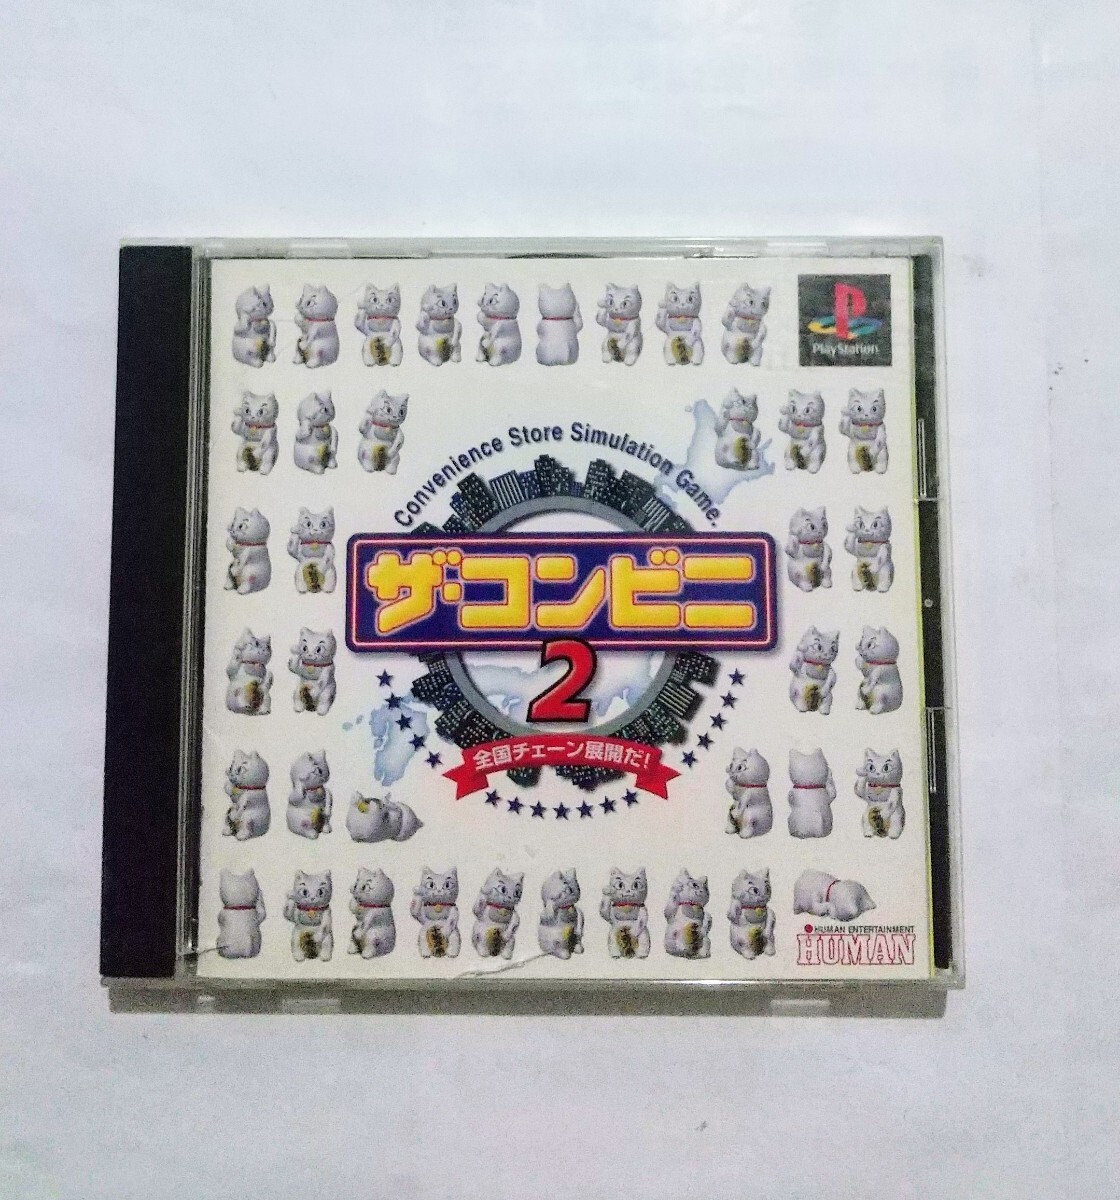 PlayStation
Convenience Store Simulation Game.
ザ・コンビニ
2
全国チェーン展開だ!
HUMAN ENTERTAINMENT
HUMAN